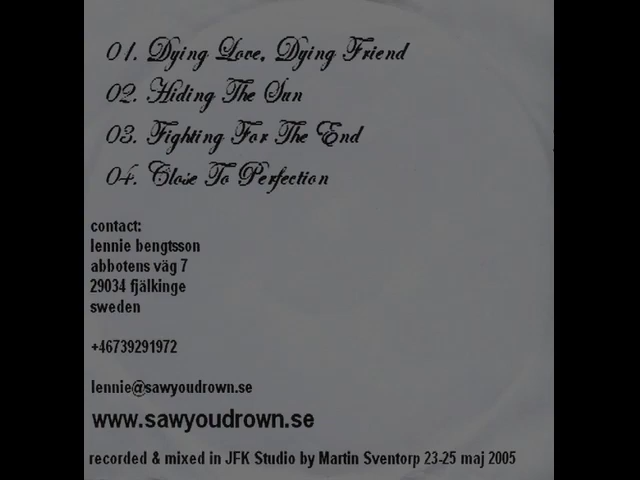 01. Dying Love, Dying Friend
02. Hiding The Sun
03. Fighting For The End
04. Close To Perfection
contact:
lennie bengtsson
abbotens väg 7
29034 fjälkinge
sweden
+46739291972
lennie@sawyoudrown.se
www.sawyoudrown.se
recorded & mixed in JFK Studio by Martin Sventorp 23-25 maj 2005